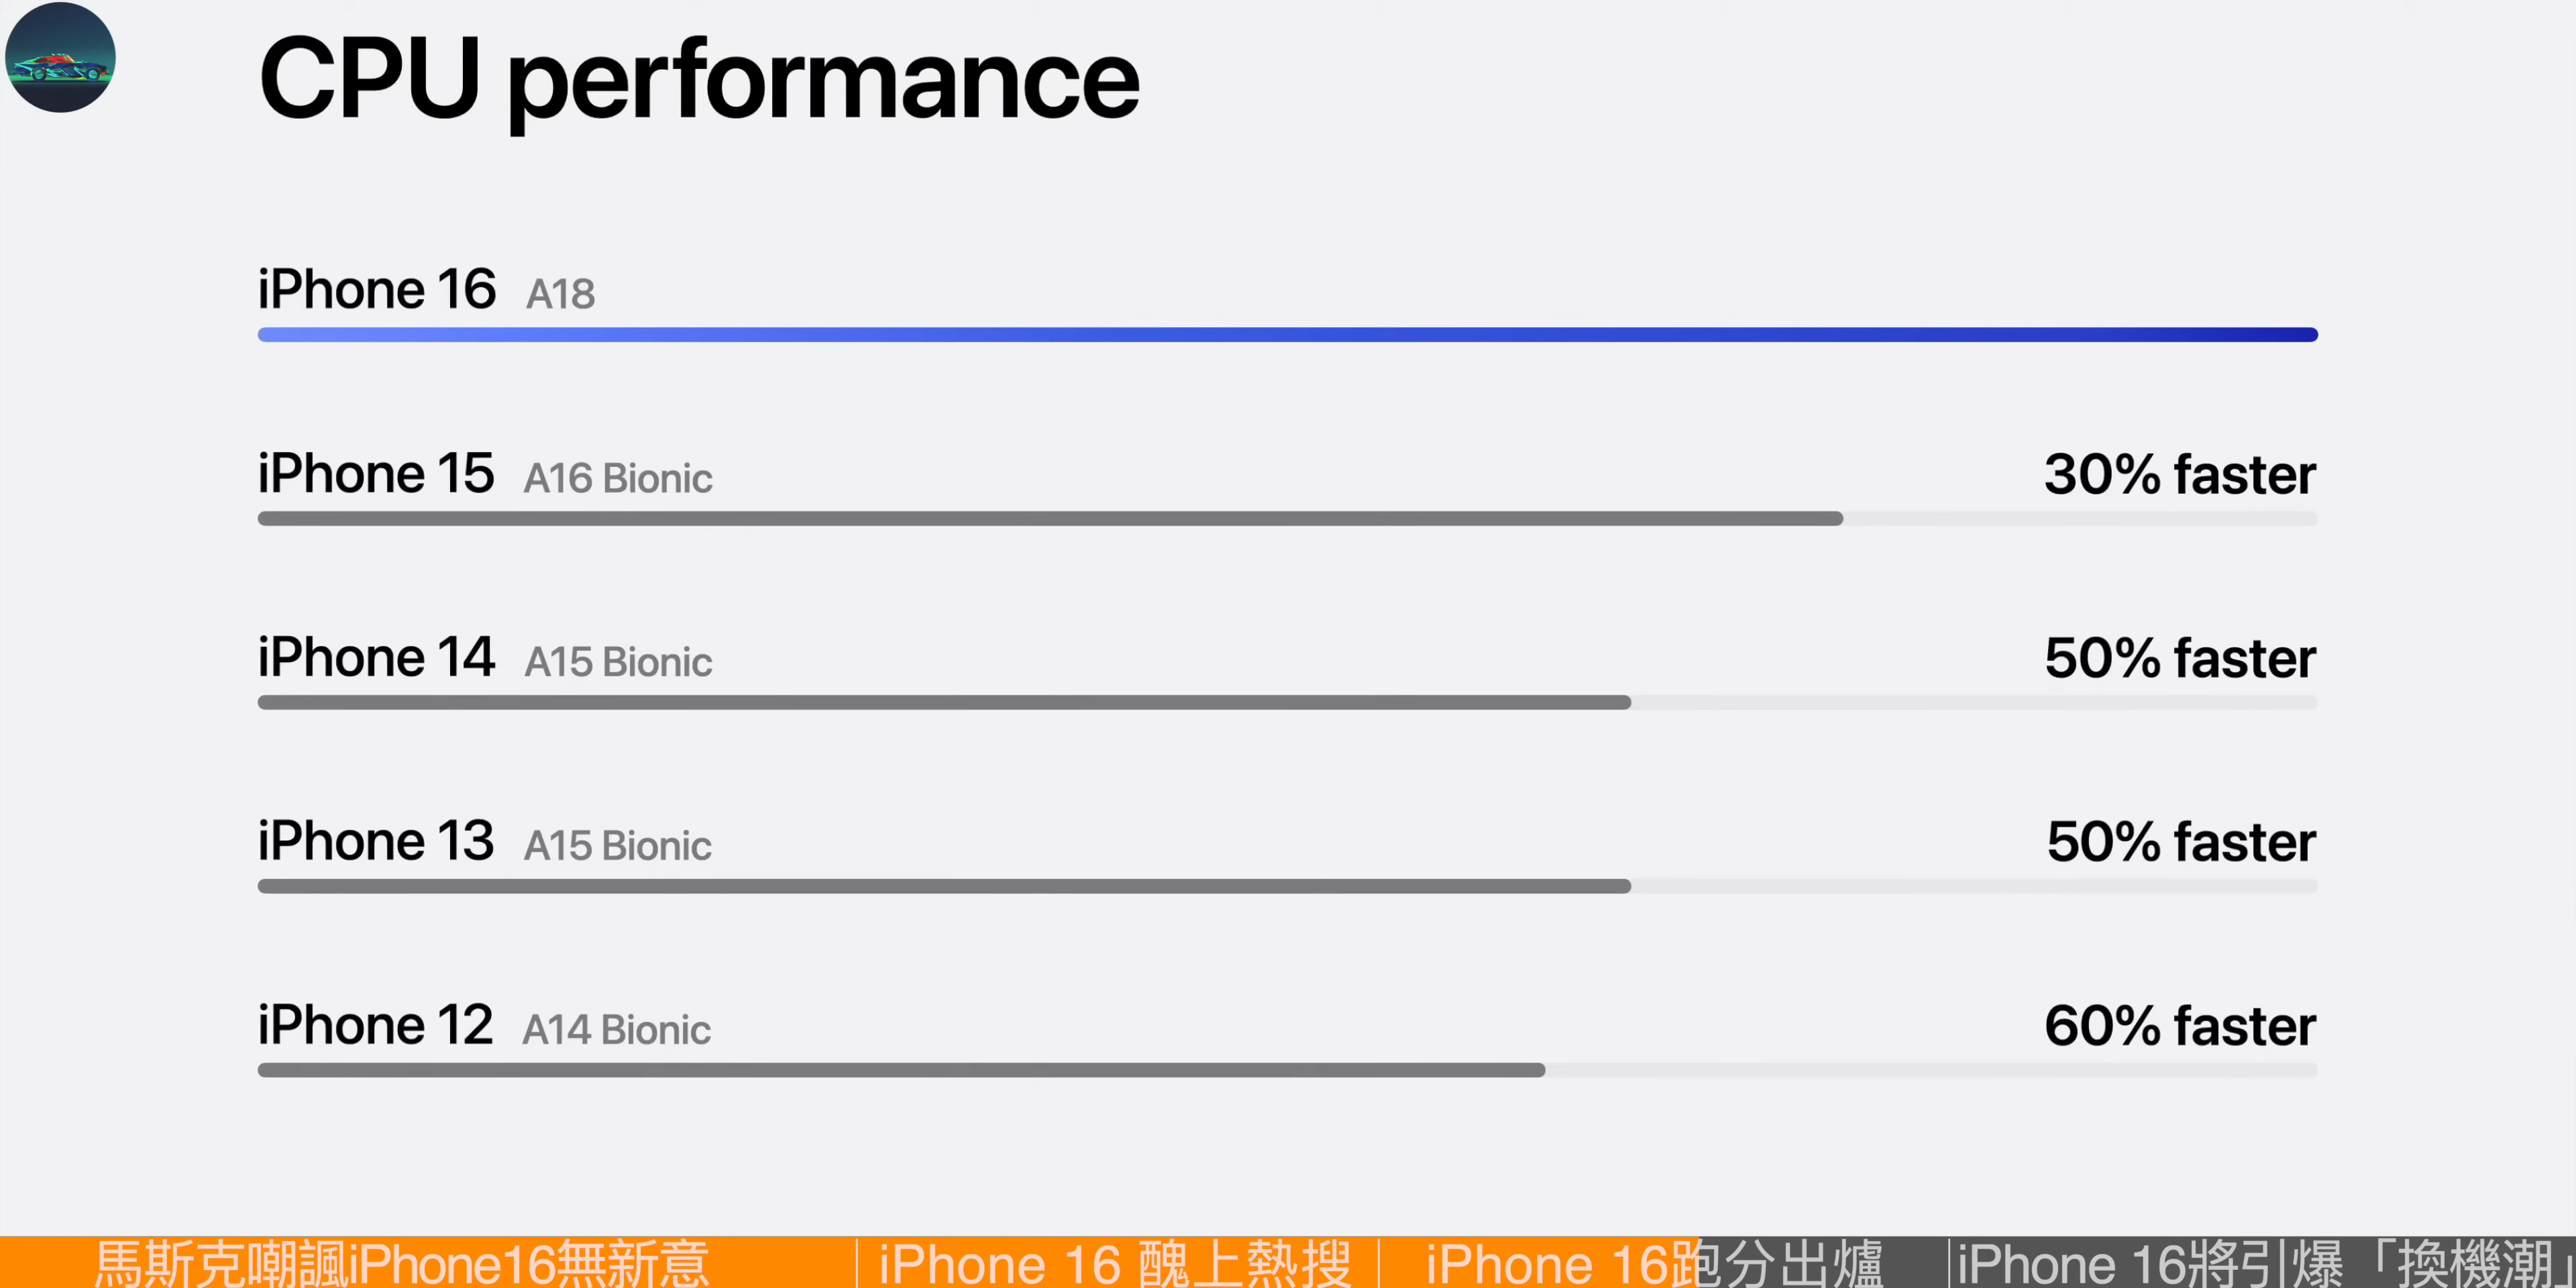 CPU performance
iPhone 16 A18
iPhone 15 A16 Bionic 30% faster
iPhone 14 A15 Bionic 50% faster
iPhone 13 A15 Bionic 50% faster
iPhone 12 A14 Bionic 60% faster
馬斯克嘲諷iPhone16無新意 iPhone 16 醜上熱搜 iPhone 16跑分出爐 iPhone 16將引爆「換機潮」